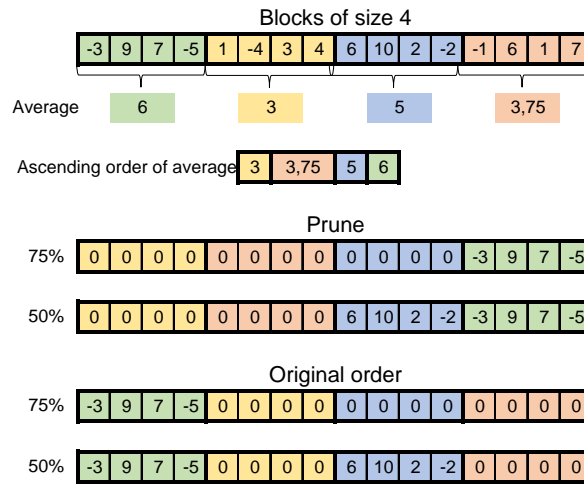 Blocks of size 4
-3 9 7 -5 1 -4 3 4 6 10 2 -2 -1 6 1 7
Average 6 3 5 3,75
Ascending order of average 3 3,75 5 6
Prune
75% 0 0 0 0 0 0 0 0 0 0 0 0 -3 9 7 -5
50% 0 0 0 0 0 0 0 0 6 10 2 -2 -3 9 7 -5
Original order
75% -3 9 7 -5 0 0 0 0 0 0 0 0 0 0 0 0
50% -3 9 7 -5 0 0 0 0 6 10 2 -2 0 0 0 0